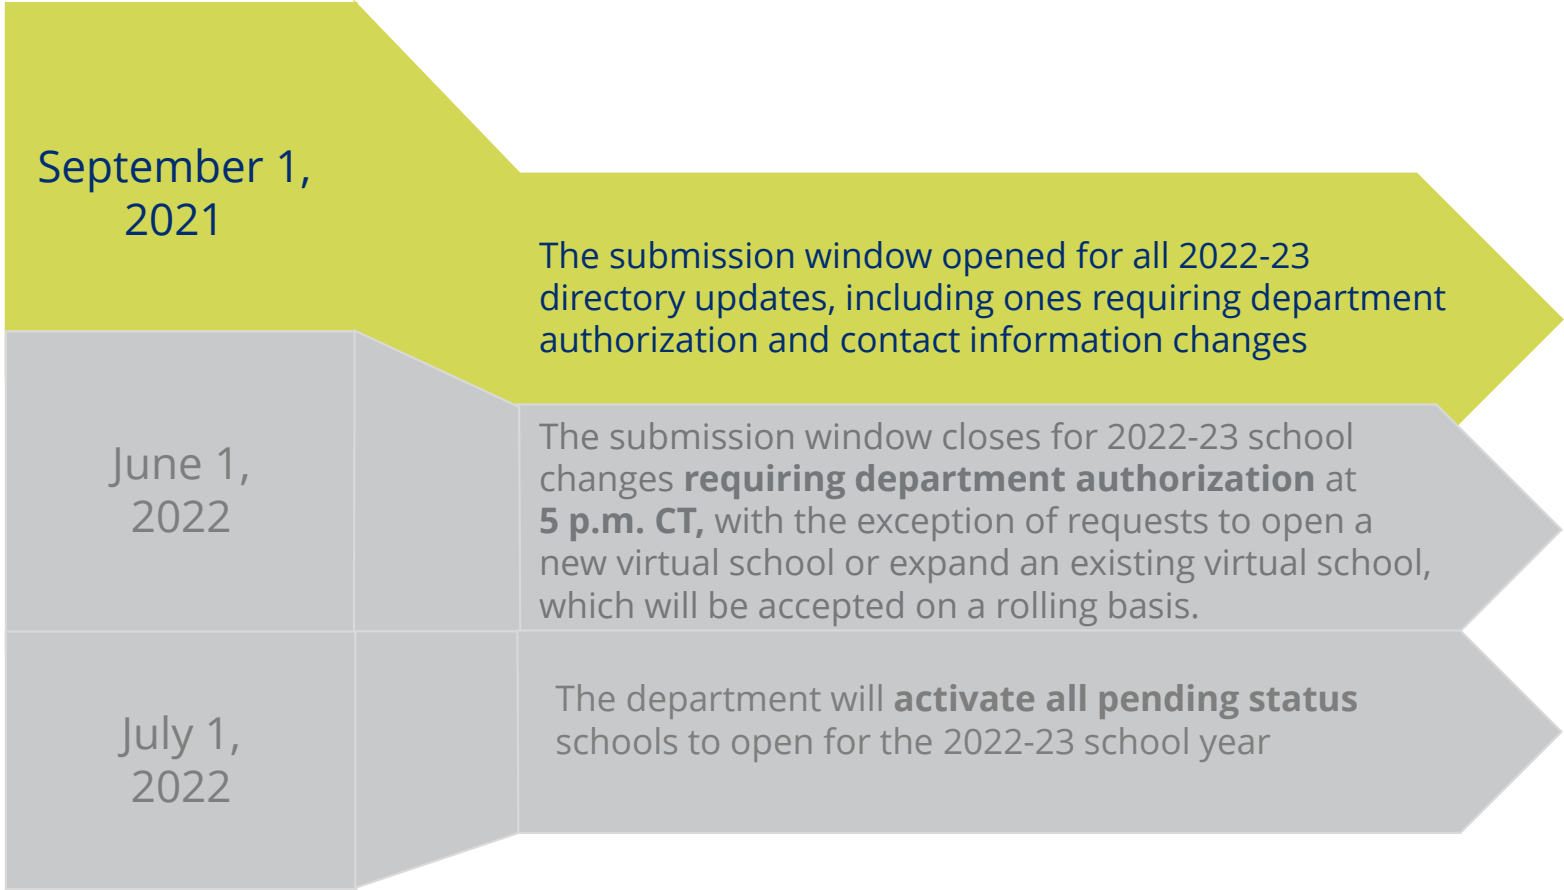 September 1,
2021
The submission window opened for all 2022-23
directory updates, including ones requiring department
authorization and contact information changes
June 1,
2022
The submission window closes for 2022-23 school
changes requiring department authorization at
5 p.m. CT, with the exception of requests to open a
new virtual school or expand an existing virtual school,
which will be accepted on a rolling basis.
July 1,
2022
The department will activate all pending status
schools to open for the 2022-23 school year